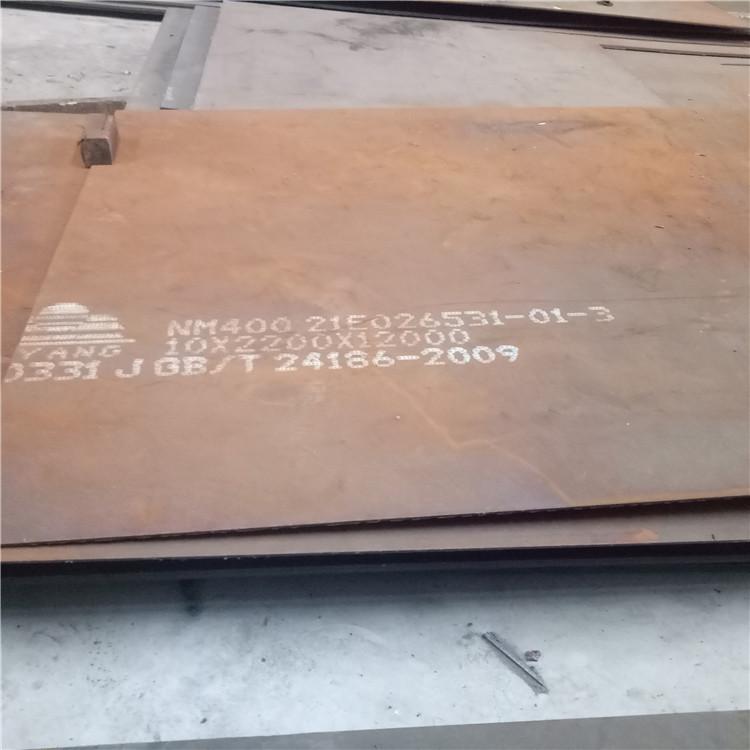 NM400 21E026531-01-3
YANG 10X2200X12000
0331 J GB/T 24186-2009